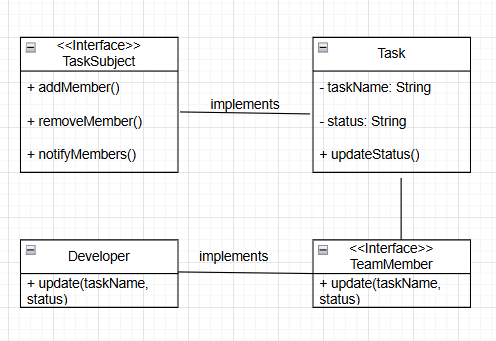 <<Interface>>
TaskSubject
+ addMember()
+ removeMember()
+ notifyMembers()
implements
Task
- taskName: String
- status: String
+ updateStatus()
Developer
+ update(taskName,
status)
implements
<<Interface>>
TeamMember
+ update(taskName,
status)